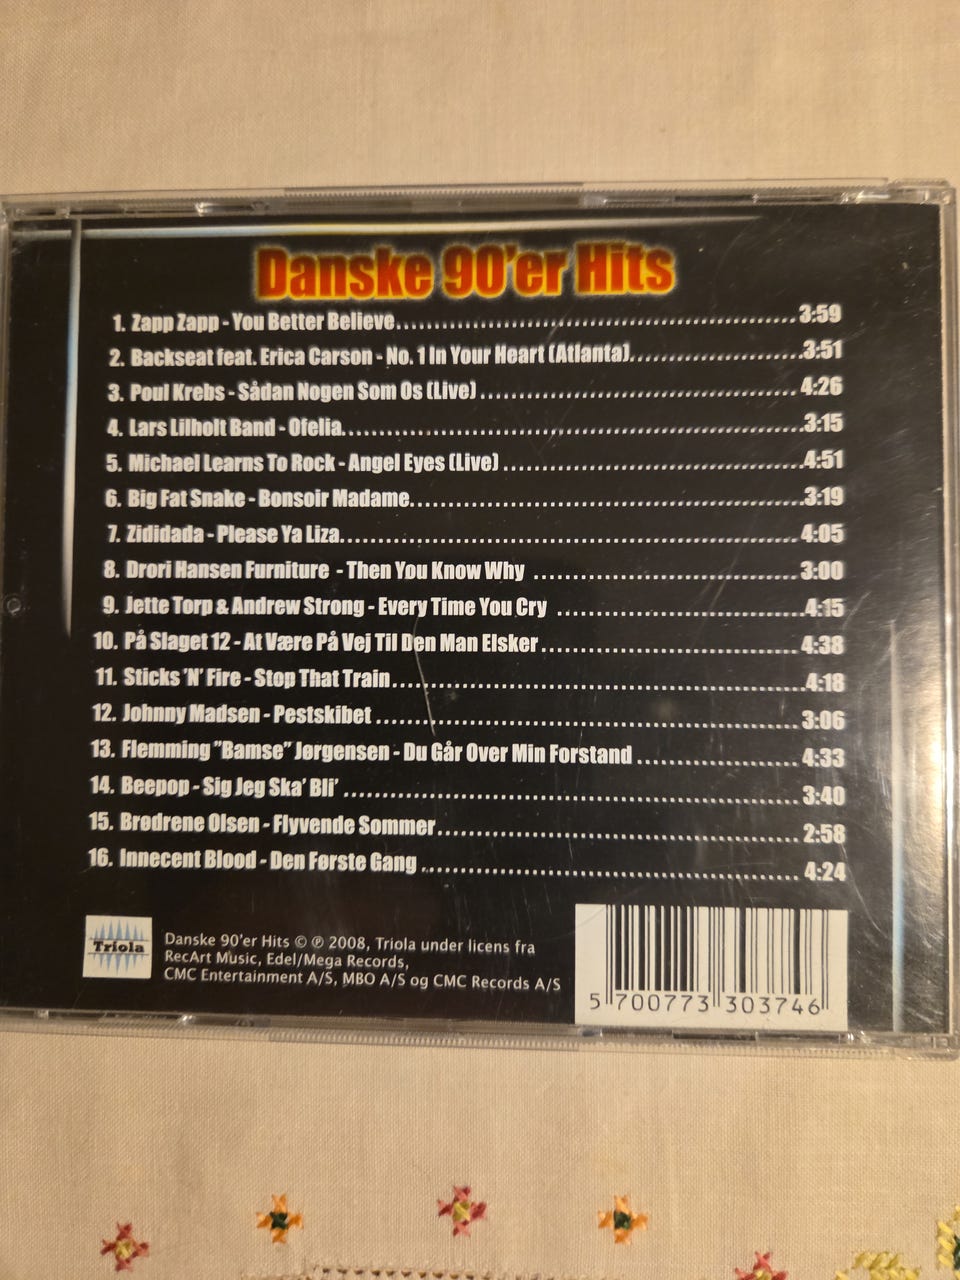 Danske 90'er Hits
1. Zapp Zapp - You Better Believe 3:59
2. Backseat feat. Erica Carson - No. 1 In Your Heart (Atlanta) 3:51
3. Poul Krebs - Sådan Nogen Som Os (Live) 4:26
4. Lars Lilholt Band - Ofelia 3:15
5. Michael Learns To Rock - Angel Eyes (Live) 4:51
6. Big Fat Snake - Bonsoir Madame 3:19
7. Zididada - Please Ya Liza 4:05
8. Drori Hansen Furniture - Then You Know Why 3:00
9. Jette Torp & Andrew Strong - Every Time You Cry 4:15
10. På Slaget 12 - At Være På Vej Til Den Man Elsker 4:38
11. Sticks 'N' Fire - Stop That Train 4:18
12. Johnny Madsen - Pestskibet 3:06
13. Flemming "Bamse" Jørgensen - Du Går Over Min Forstand 4:33
14. Beepop - Sig Jeg Ska' Bli' 3:40
15. Brødrene Olsen - Flyvende Sommer 2:58
16. Innecent Blood - Den Første Gang 4:24
Triola
Danske 90'er Hits © ℗ 2008, Triola under licens fra
RecArt Music, Edel/Mega Records,
CMC Entertainment A/S, MBO A/S og CMC Records A/S
5 700773 303746